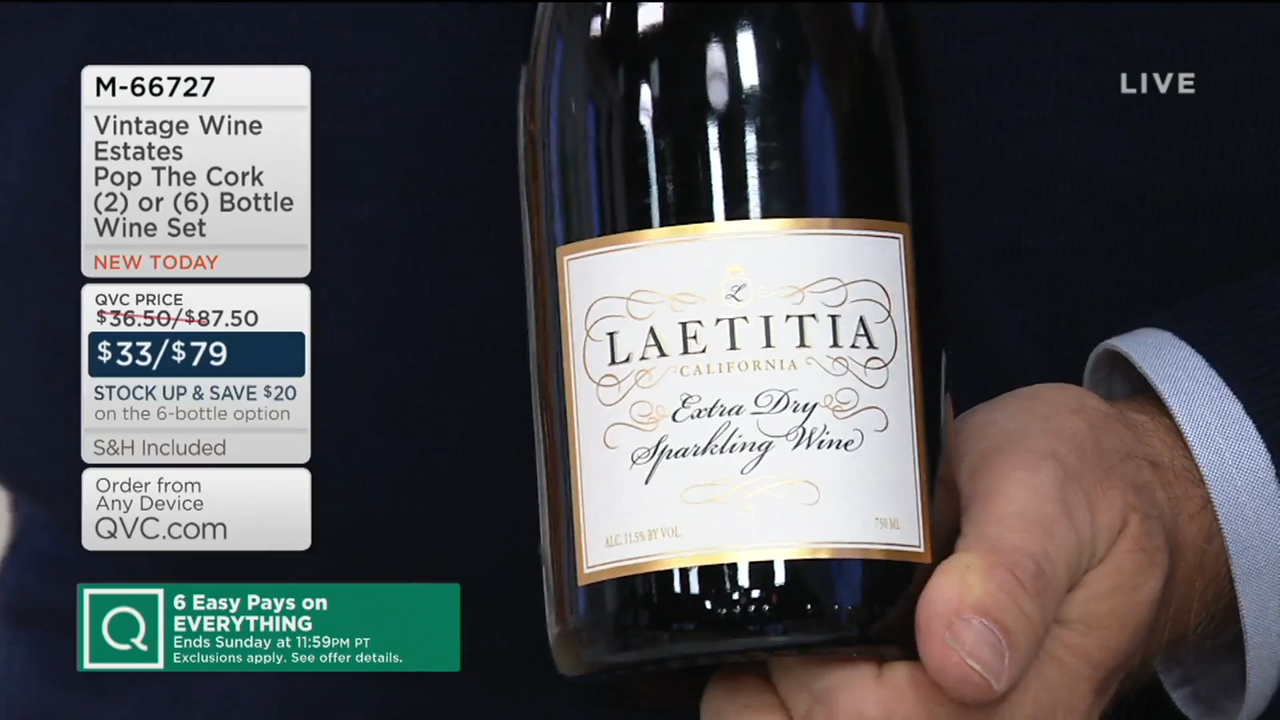 M-66727
Vintage Wine
Estates
Pop The Cork
(2) or (6) Bottle
Wine Set
NEW TODAY
QVC PRICE
$36.50/$87.50
$33/$79
STOCK UP & SAVE $20
on the 6-bottle option
S&H Included
Order from
Any Device
QVC.com
Q
6 Easy Pays on
EVERYTHING
Ends Sunday at 11:59PM PT
Exclusions apply. See offer details.
LIVE
L
LAETITIA
CALIFORNIA
Extra Dry
Sparkling Wine
ALC. 11.5% BY VOL.
750 ML